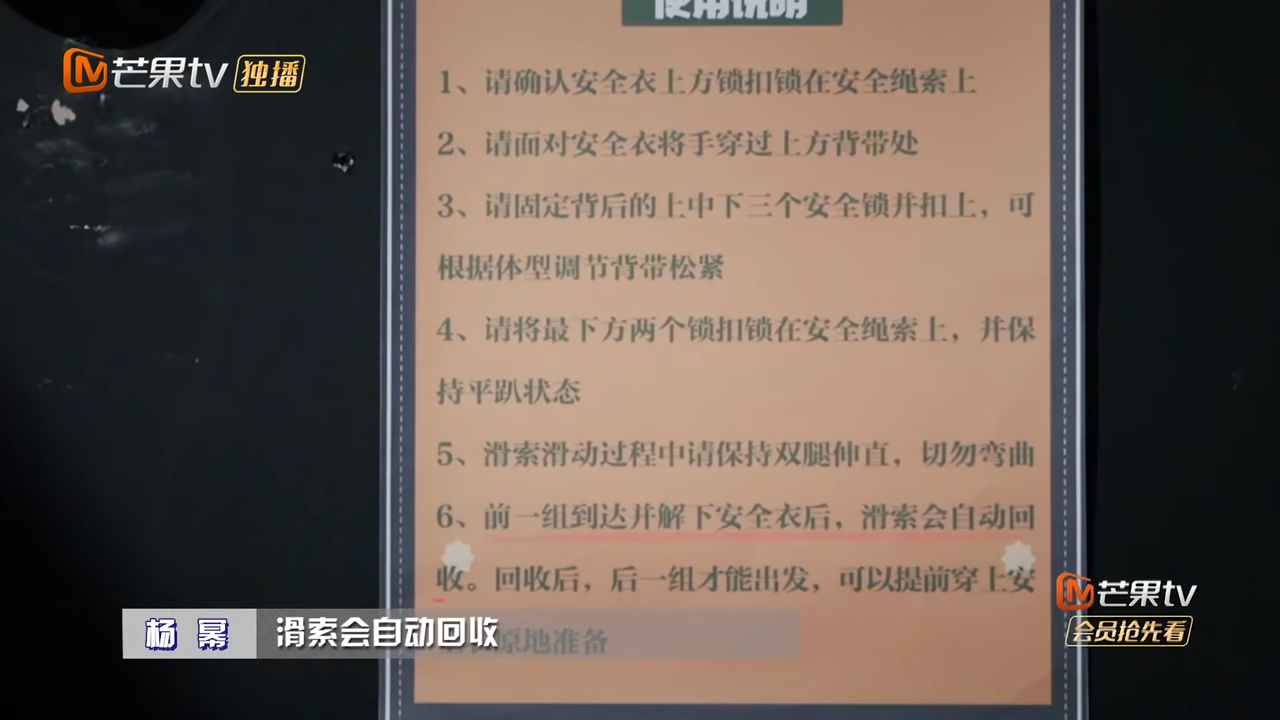 使用说明
芒果tv 独播
1、请确认安全衣上方锁扣锁在安全绳索上
2、请面对安全衣将手穿过上方背带处
3、请固定背后的上中下三个安全锁并扣上，可
根据体型调节背带松紧
4、请将最下方两个锁扣锁在安全绳索上，并保
持平趴状态
5、滑索滑动过程中请保持双腿伸直，切勿弯曲
6、前一组到达并解下安全衣后，滑索会自动回
收。回收后，后一组才能出发，可以提前穿上安
原地准备
芒果tv
会员抢先看
杨幂 滑索会自动回收